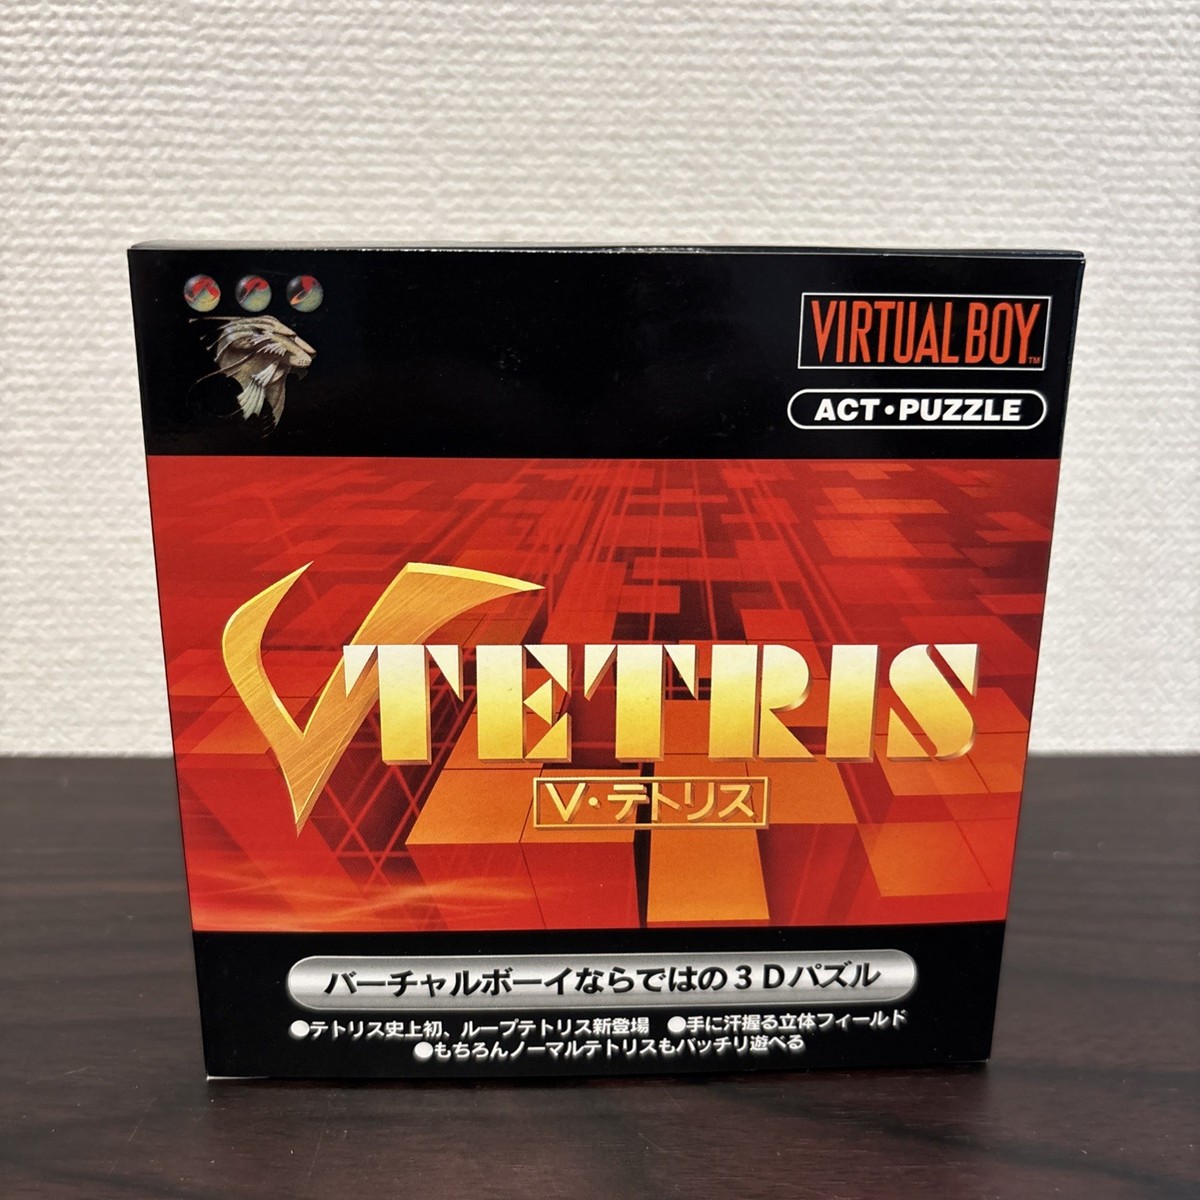 VIRTUAL BOY™
ACT•PUZZLE
V TETRIS
V・テトリス
バーチャルボーイならではの3Dパズル
●テトリス史上初、ループテトリス新登場 ●手に汗握る立体フィールド
●もちろんノーマルテトリスもバッチリ遊べる